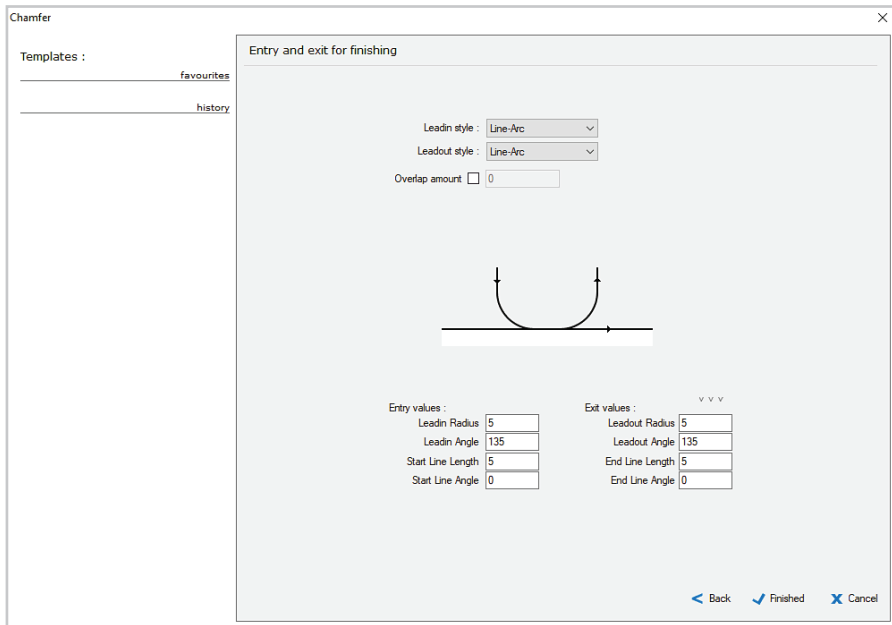 Chamfer
Templates :
favourites
history
Entry and exit for finishing
Leadin style : Line-Arc
Leadout style : Line-Arc
Overlap amount 0
v v v
Entry values : Exit values :
Leadin Radius 5 Leadout Radius 5
Leadin Angle 135 Leadout Angle 135
Start Line Length 5 End Line Length 5
Start Line Angle 0 End Line Angle 0
Back Finished Cancel